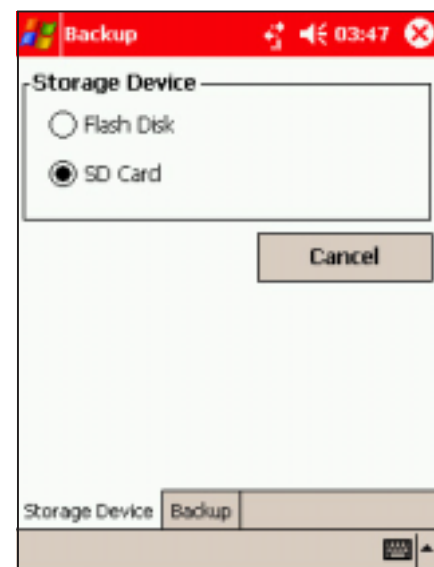 Backup 03:47
Storage Device
Flash Disk
SD Card
Cancel
Storage Device Backup